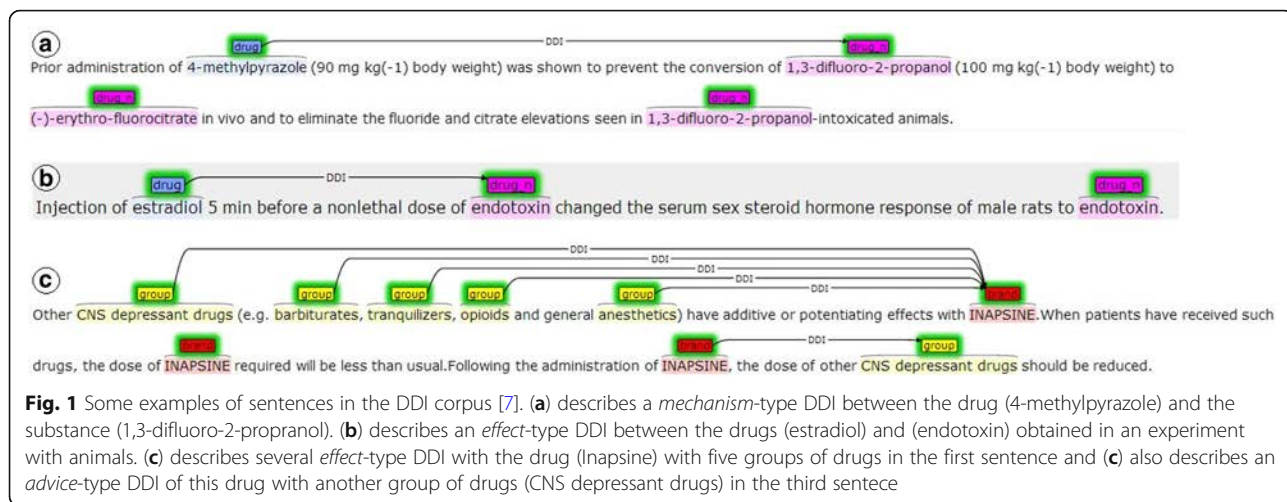 a
drug DDI drug_n
Prior administration of 4-methylpyrazole (90 mg kg(-1) body weight) was shown to prevent the conversion of 1,3-difluoro-2-propanol (100 mg kg(-1) body weight) to
drug_n drug_n
(-)-erythro-fluorocitrate in vivo and to eliminate the fluoride and citrate elevations seen in 1,3-difluoro-2-propanol-intoxicated animals.
b
drug DDI drug_n drug_n
Injection of estradiol 5 min before a nonlethal dose of endotoxin changed the serum sex steroid hormone response of male rats to endotoxin.
DDI
DDI
DDI
DDI
c
group group group group group DDI brand
Other CNS depressant drugs (e.g. barbiturates, tranquilizers, opioids and general anesthetics) have additive or potentiating effects with INAPSINE.When patients have received such
brand brand DDI group
drugs, the dose of INAPSINE required will be less than usual.Following the administration of INAPSINE, the dose of other CNS depressant drugs should be reduced.
Fig. 1 Some examples of sentences in the DDI corpus [7]. (a) describes a mechanism-type DDI between the drug (4-methylpyrazole) and the
substance (1,3-difluoro-2-propranol). (b) describes an effect-type DDI between the drugs (estradiol) and (endotoxin) obtained in an experiment
with animals. (c) describes several effect-type DDI with the drug (Inapsine) with five groups of drugs in the first sentence and (c) also describes an
advice-type DDI of this drug with another group of drugs (CNS depressant drugs) in the third sentece